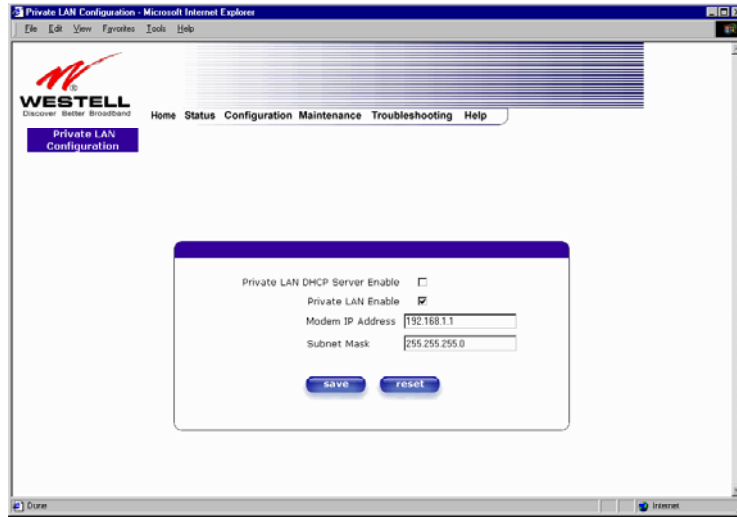 Private LAN Configuration - Microsoft Internet Explorer
File Edit View Favorites Tools Help
WESTELL
Discover Better Broadband
Home Status Configuration Maintenance Troubleshooting Help
Private LAN
Configuration
Private LAN DHCP Server Enable
Private LAN Enable
Modem IP Address 192.168.1.1
Subnet Mask 255.255.255.0
save reset
Done Internet